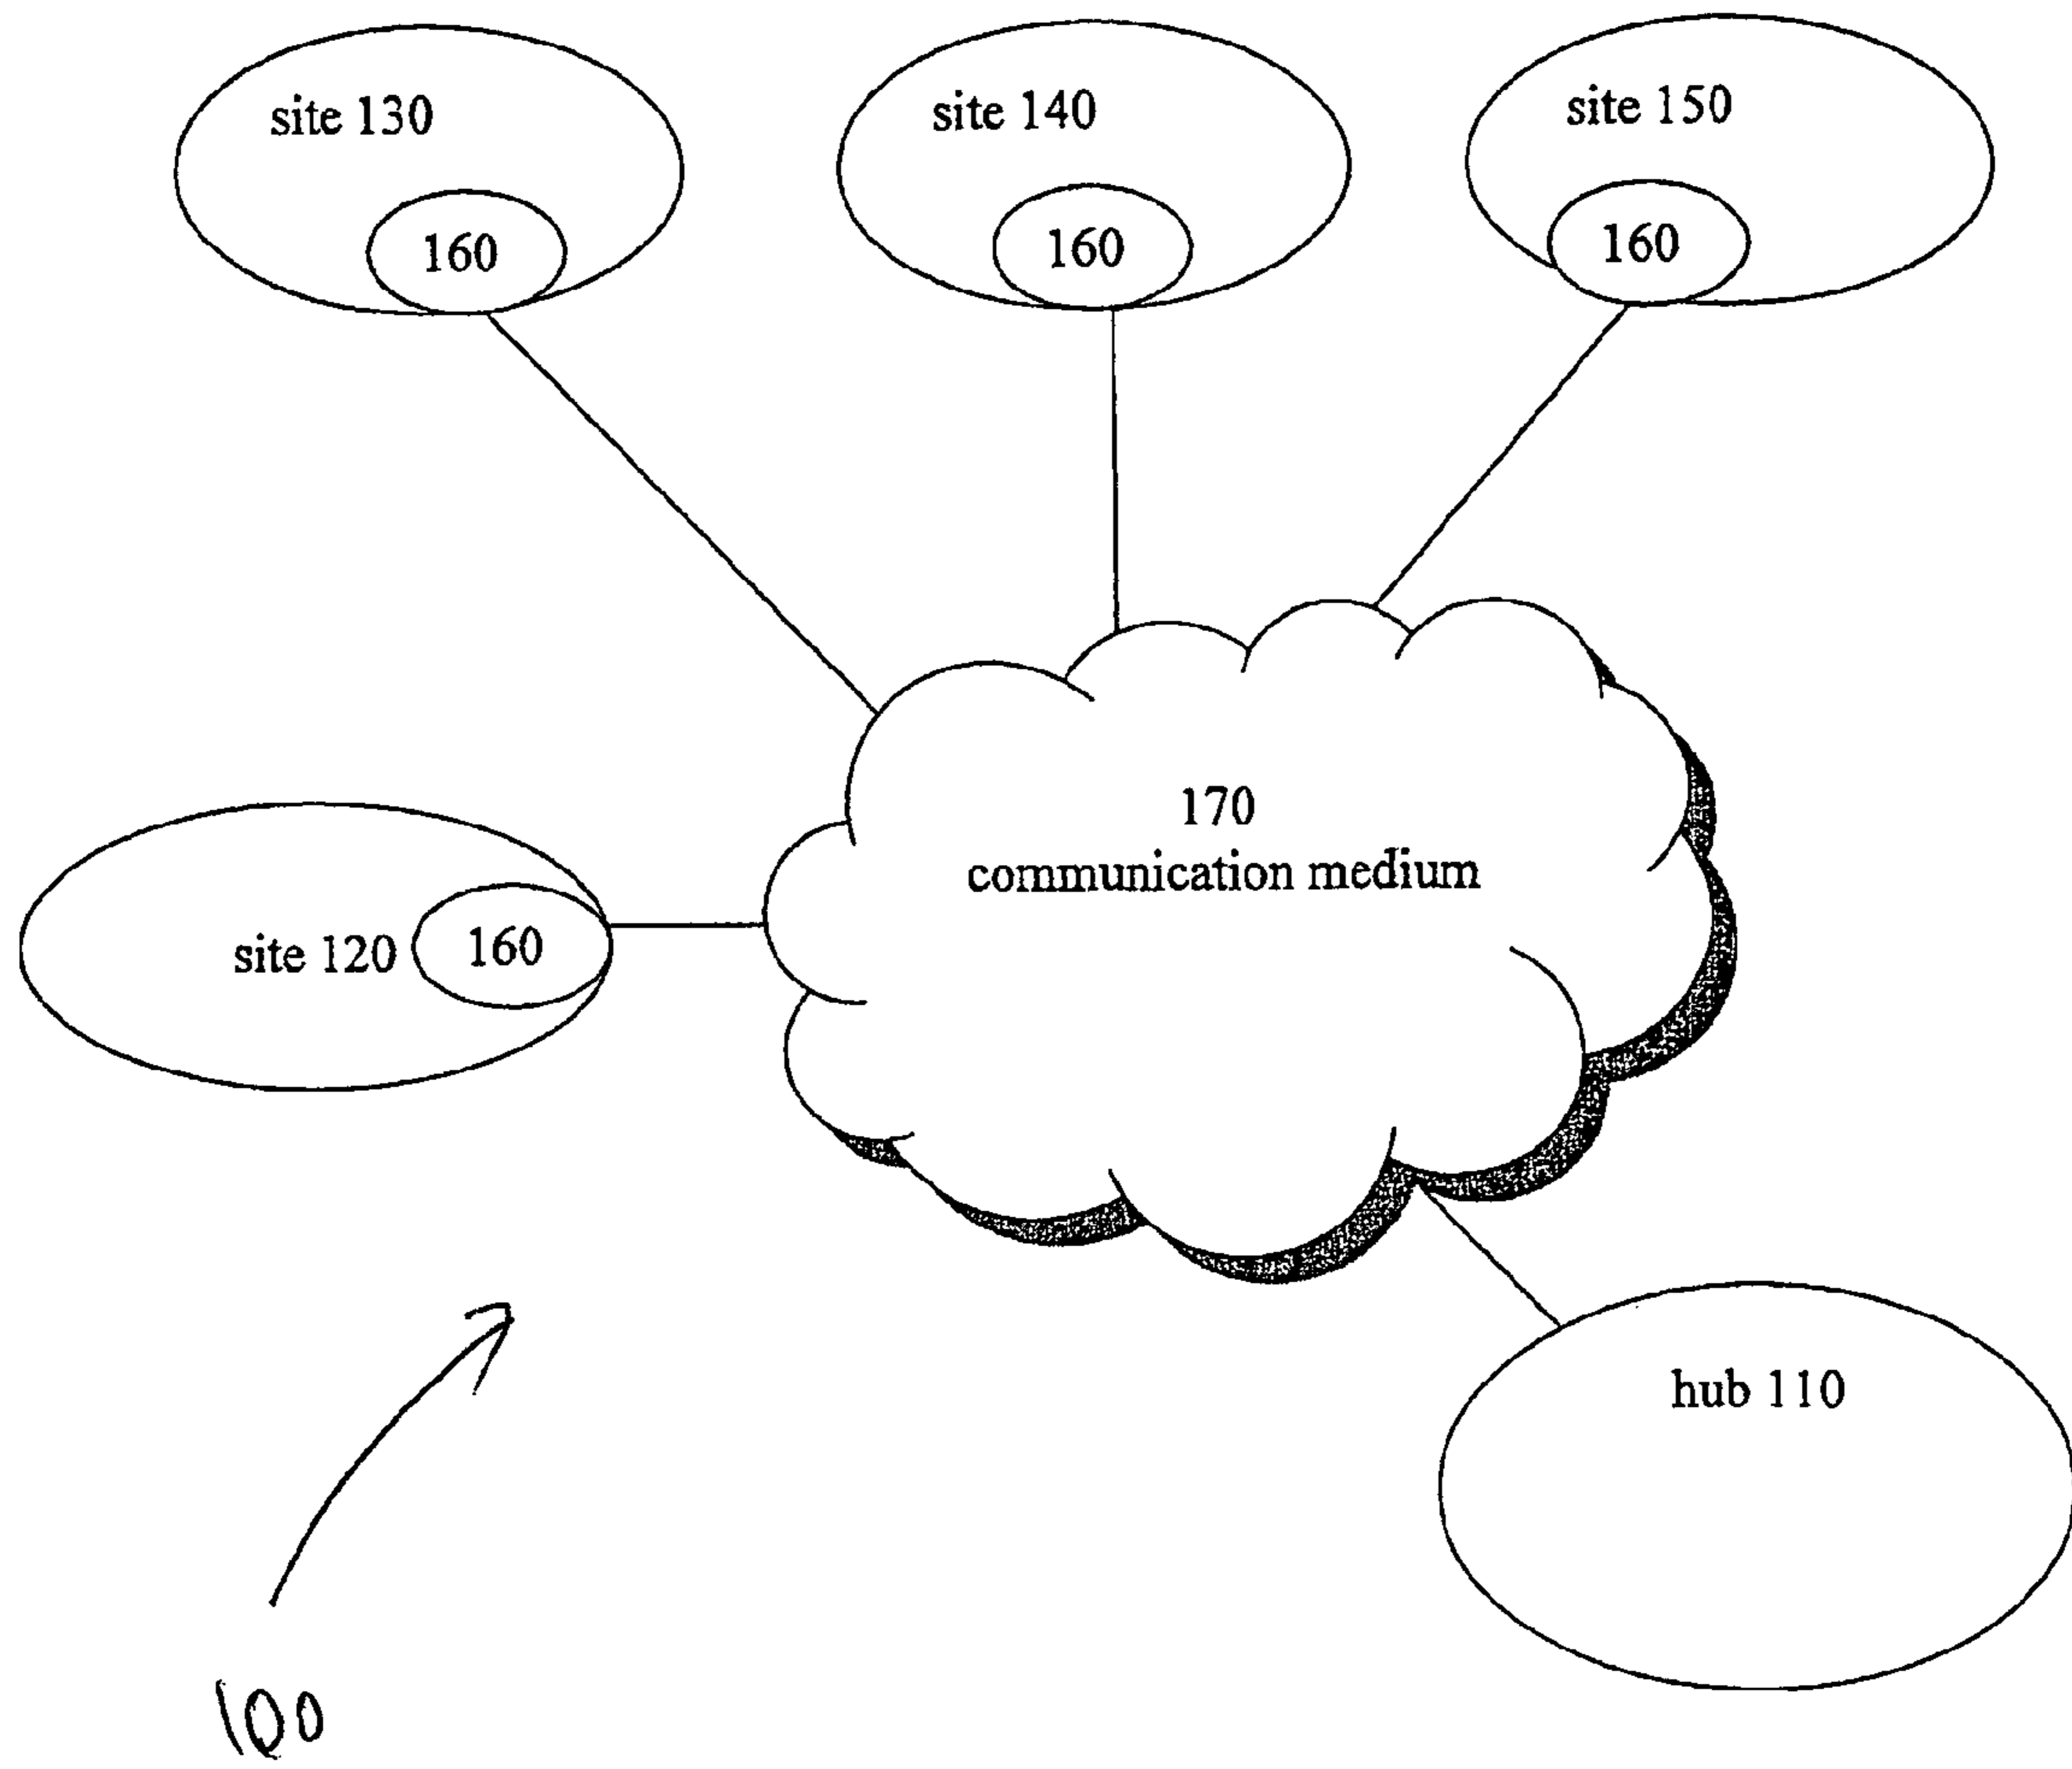 site 130
site 140
site 150
160
160
160
170
communication medium
site 120
160
hub 110
100